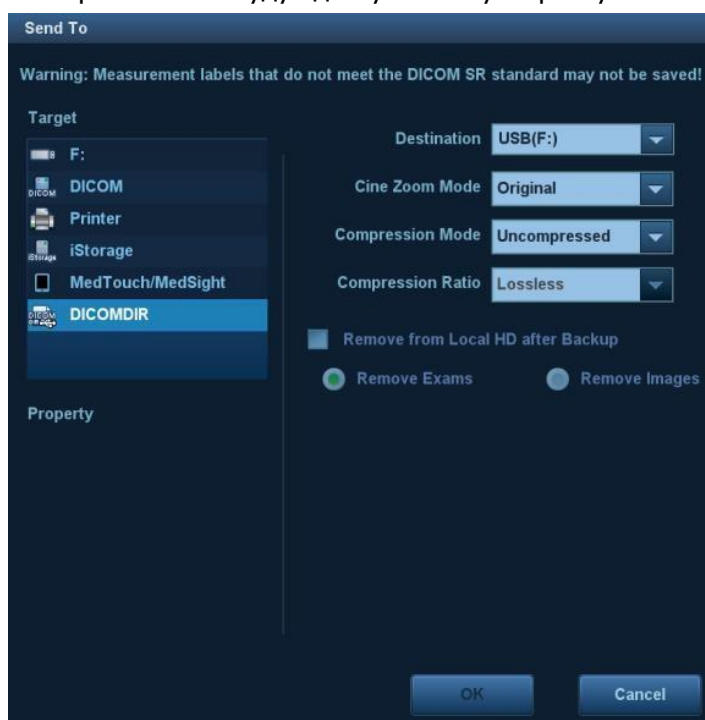 Send To
Warning: Measurement labels that do not meet the DICOM SR standard may not be saved!
Target
F:
DICOM
Printer
iStorage
MedTouch/MedSight
DICOMDIR
Property
Destination USB(F:)
Cine Zoom Mode Original
Compression Mode Uncompressed
Compression Ratio Lossless
Remove from Local HD after Backup
Remove Exams Remove Images
OK Cancel